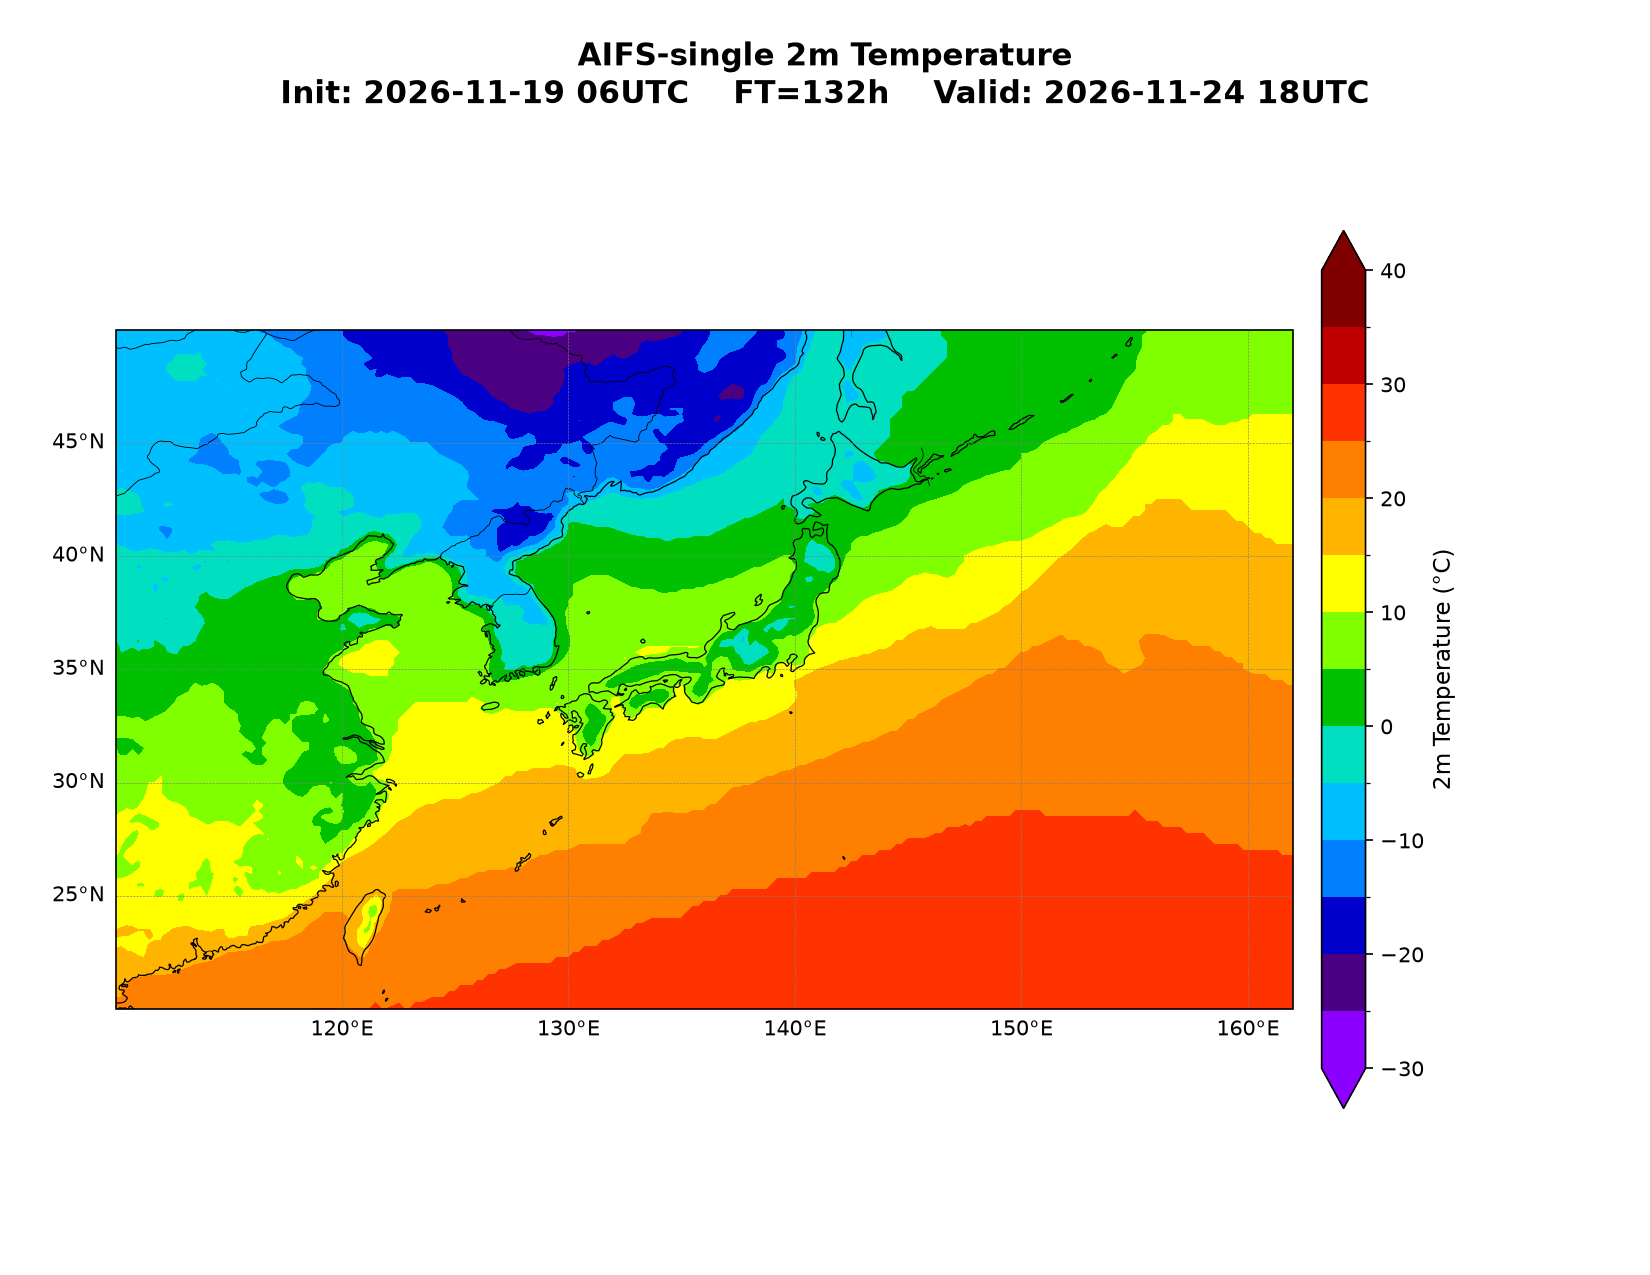 AIFS-single 2m Temperature
Init: 2026-11-19 06UTC    FT=132h    Valid: 2026-11-24 18UTC
45°N
40°N
35°N
30°N
25°N
120°E
130°E
140°E
150°E
160°E
40
30
20
10
0
−10
−20
−30
2m Temperature (°C)